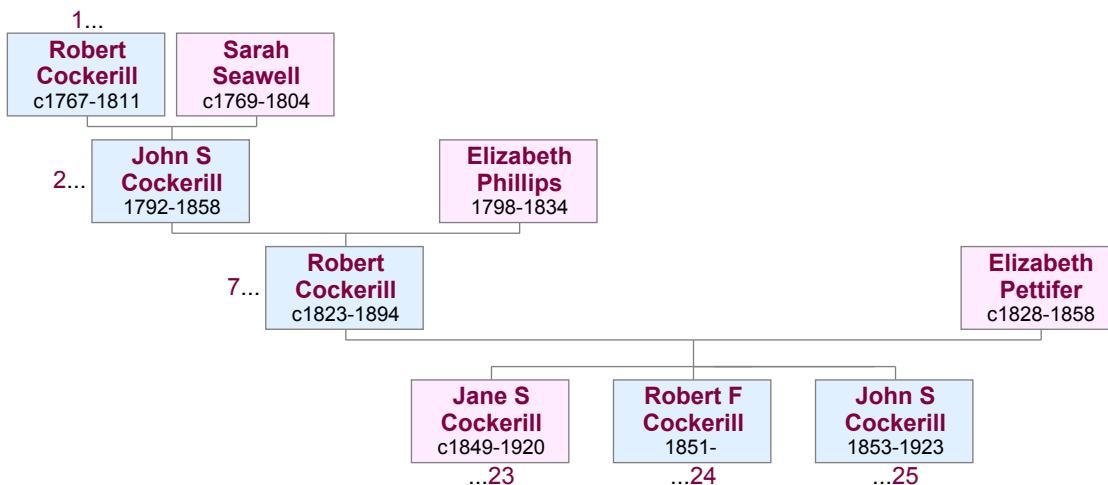 1...
Robert
Cockerill
c1767-1811
Sarah
Seawell
c1769-1804
2...
John S
Cockerill
1792-1858
Elizabeth
Phillips
1798-1834
7...
Robert
Cockerill
c1823-1894
Elizabeth
Pettifer
c1828-1858
Jane S
Cockerill
c1849-1920
...23
Robert F
Cockerill
1851-
...24
John S
Cockerill
1853-1923
...25